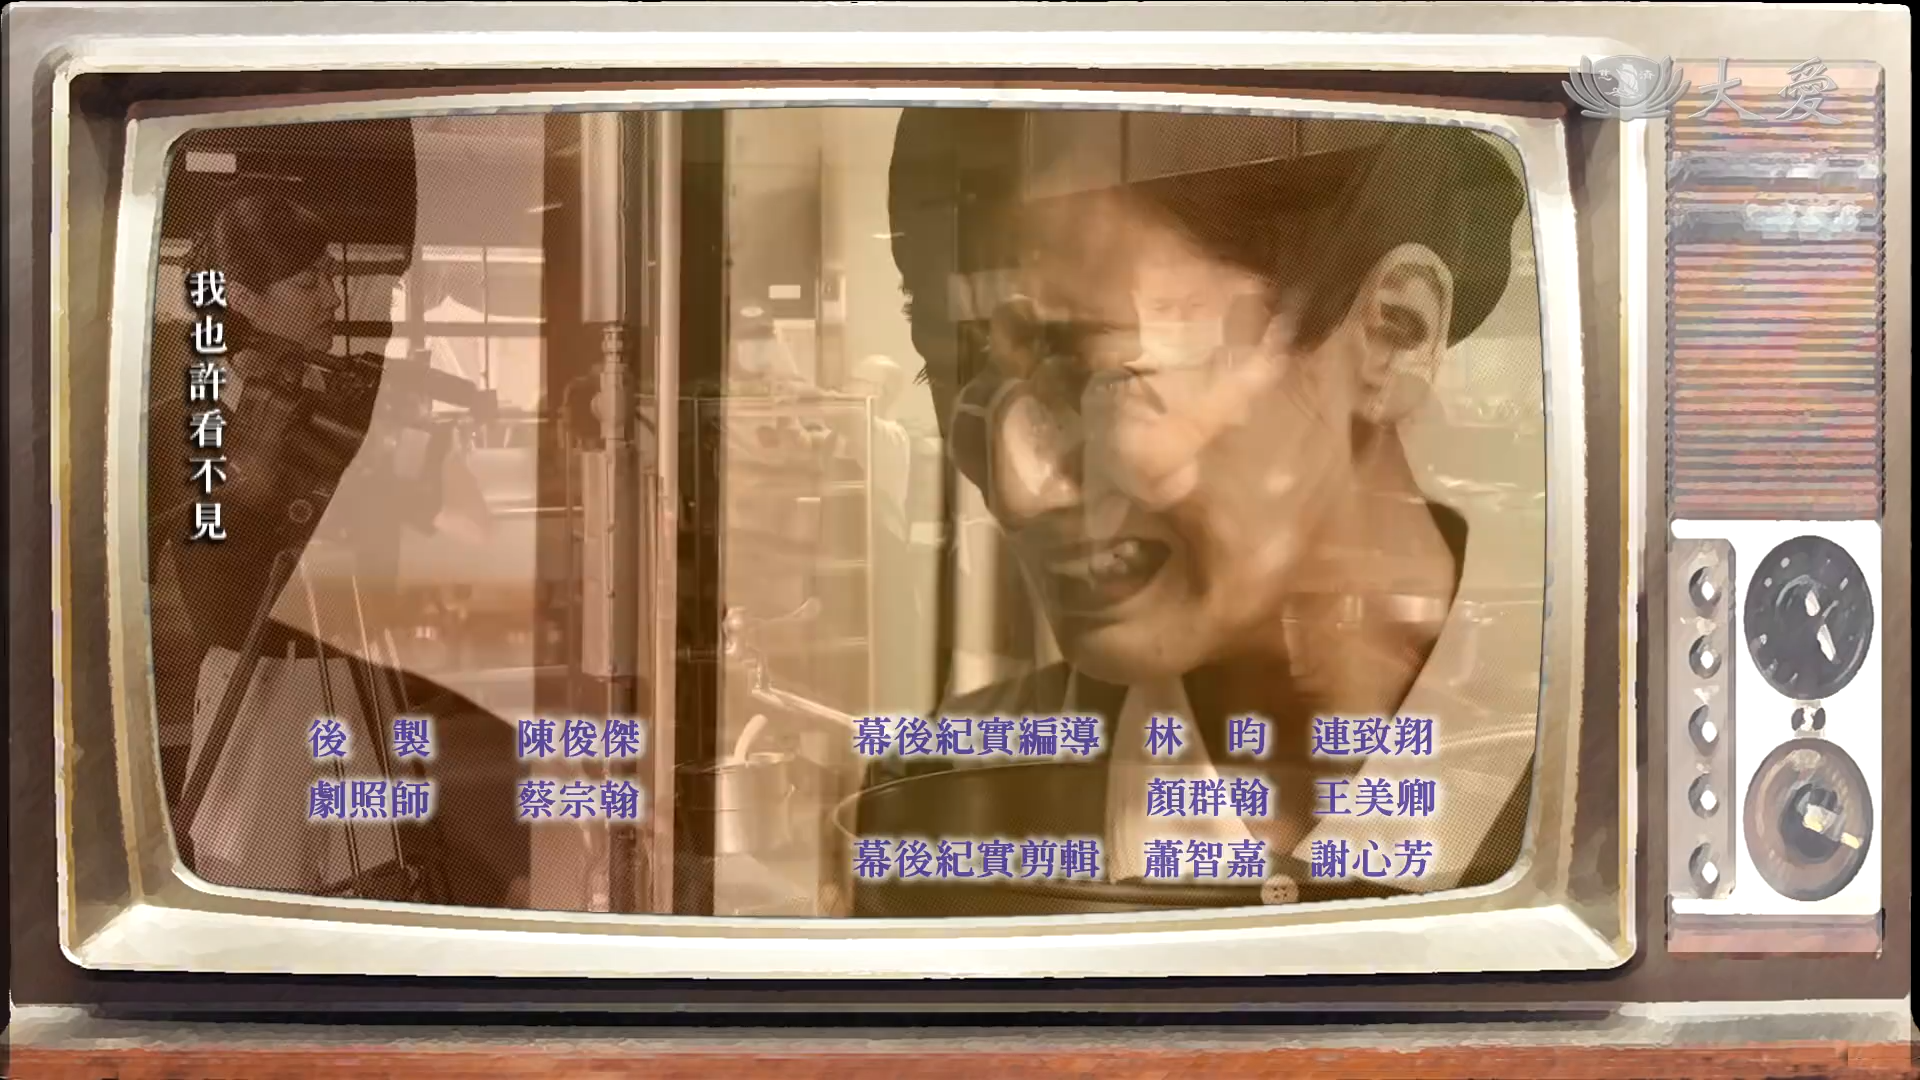 大愛
我也許看不見
後 製 陳俊傑
劇照師 蔡宗翰
幕後紀實編導 林 昀 連致翔
顏群翰 王美卿
幕後紀實剪輯 蕭智嘉 謝心芳